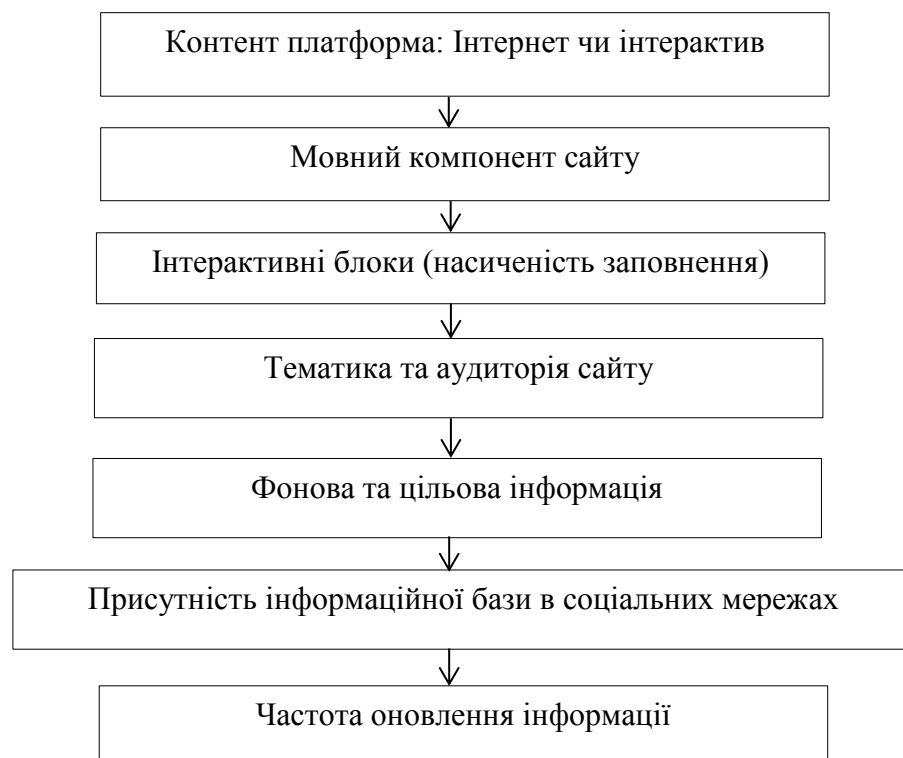 Контент платформа: Інтернет чи інтерактив
Мовний компонент сайту
Інтерактивні блоки (насиченість заповнення)
Тематика та аудиторія сайту
Фонова та цільова інформація
Присутність інформаційної бази в соціальних мережах
Частота оновлення інформації